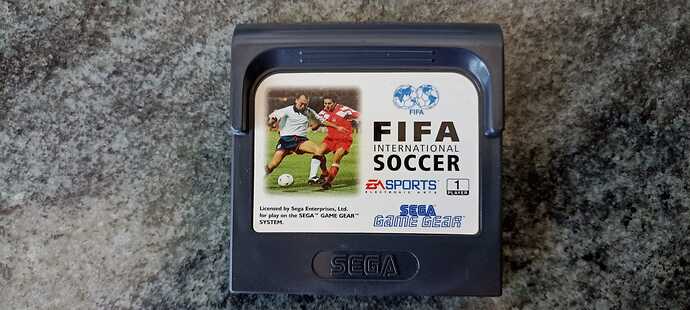 FIFA
FIFA
INTERNATIONAL
SOCCER
EA SPORTS
ELECTRONIC ARTS
1
PLAYER
Licensed by Sega Enterprises, Ltd.
for play on the SEGA™ GAME GEAR™
SYSTEM.
SEGA
GAME GEAR™
SEGA